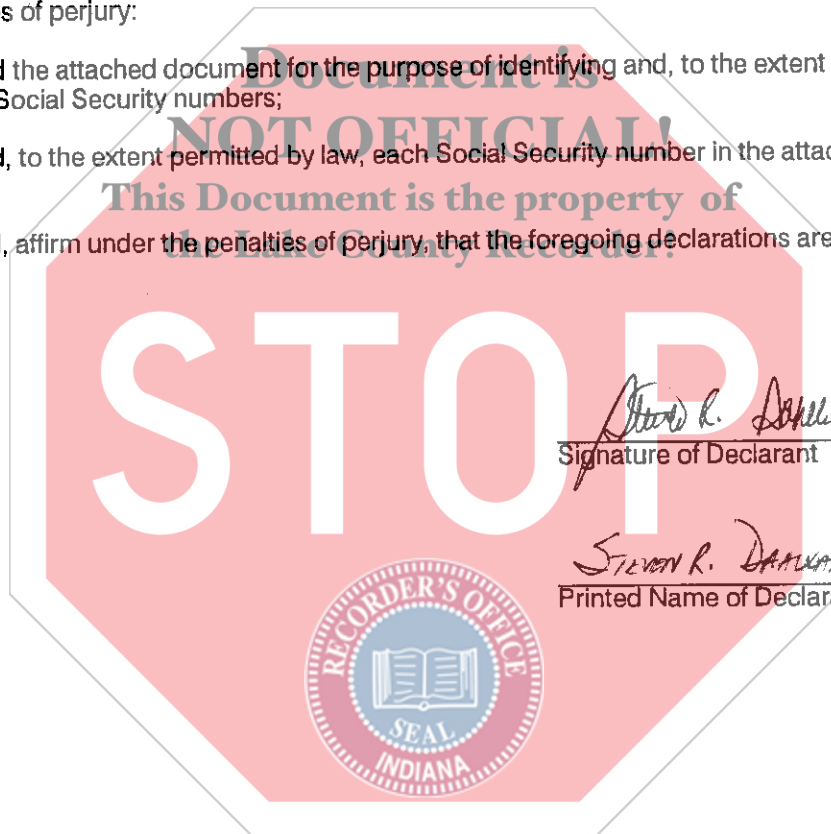 s of perjury:
Document is
d the attached document for the purpose of identifying and, to the extent
Social Security numbers;
NOT OFFICIAL!
d, to the extent permitted by law, each Social Security number in the attac
This Document is the property of
, affirm under the penalties of perjury, that the foregoing declarations are
the Lake County Recorder!
STOP
R.
Signature of Declarant
STEVEN R.
Printed Name of Declar
RECORDER'S OFFICE
SEAL
INDIANA